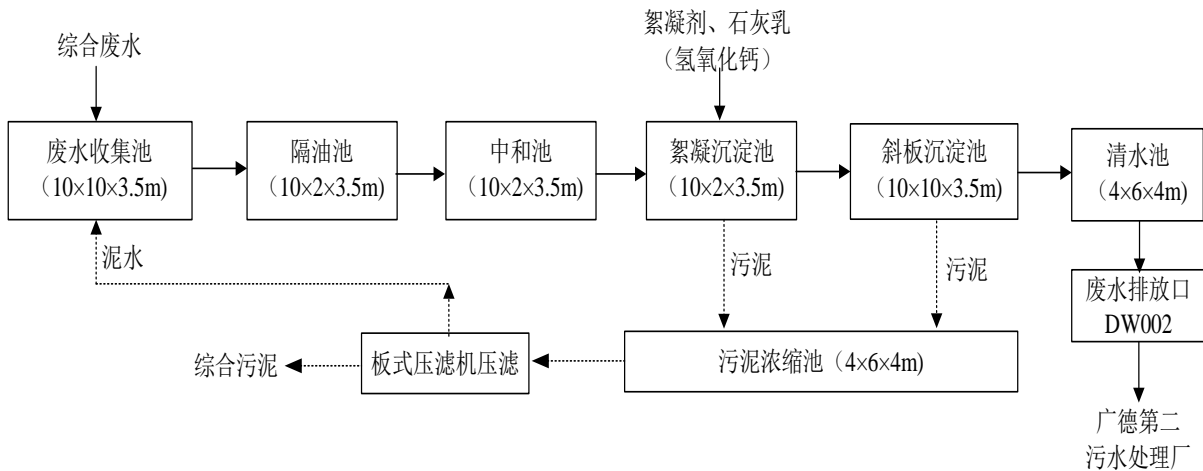 综合废水
絮凝剂、石灰乳
（氢氧化钙）
废水收集池
（10×10×3.5m)
隔油池
（10×2×3.5m)
中和池
（10×2×3.5m)
絮凝沉淀池
（10×2×3.5m)
斜板沉淀池
（10×10×3.5m)
清水池
（4×6×4m)
泥水
污泥
污泥
废水排放口
DW002
综合污泥
板式压滤机压滤
污泥浓缩池（4×6×4m)
广德第二
污水处理厂